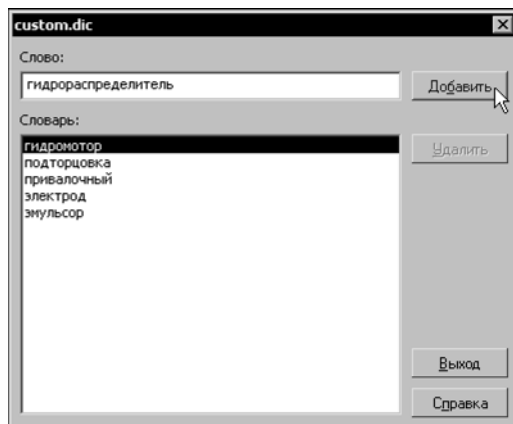 custom.dic
Слово:
гидрораспределитель
Добавить
Словарь:
гидромотор
Удалить
подторцовка
привалочный
электрод
эмульсор
Выход
Справка